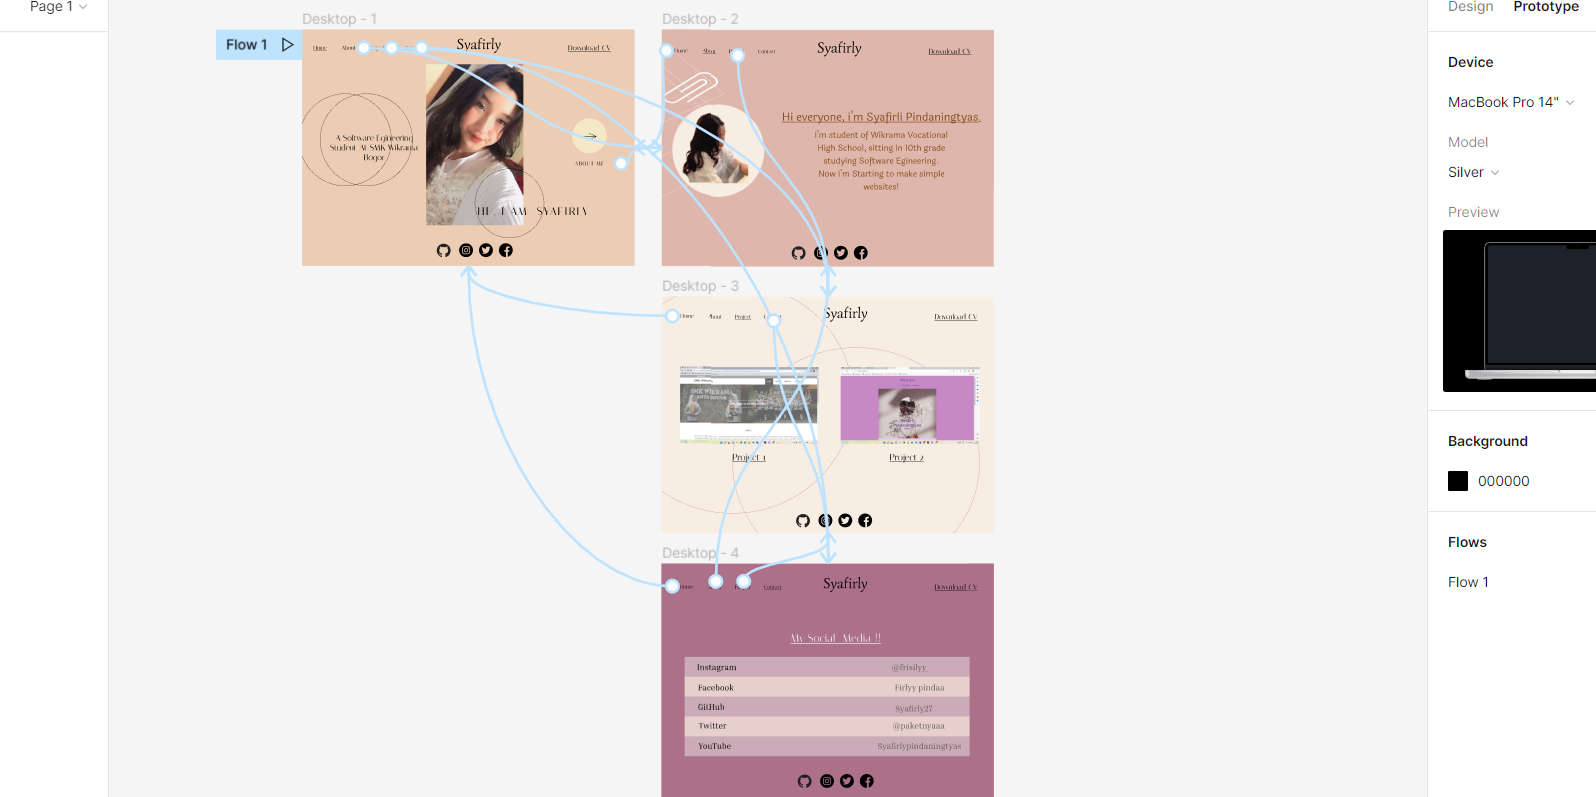 Page 1
Design Prototype
Desktop - 1
Desktop - 2
Flow 1
Home About
Syafirly
Download CV
A Software Egineering
Student At SMK Wikrama
Bogor
ABOUT ME
HI, I AM SYAFIRLY
Home About Contact
Syafirly
Download CV
Hi everyone, i'm Syafirli Pindaningtyas,
I'm student of Wikrama Vocational
High School, sitting in 10th grade
studying Software Egineering.
Now I'm Starting to make simple
websites!
Desktop - 3
Home About Project
Syafirly
Download CV
SMK WIKRAMA
Project 1
Project 2
Desktop - 4
Home Contact
Syafirly
Download CV
My Social Media !!
Instagram @frisilyy_
Facebook Firlyy pindaa
GitHub Syafirly27
Twitter @paketnyaaa
YouTube Syafirlypindaningtyas
Device
MacBook Pro 14"
Model
Silver
Preview
Background
000000
Flows
Flow 1